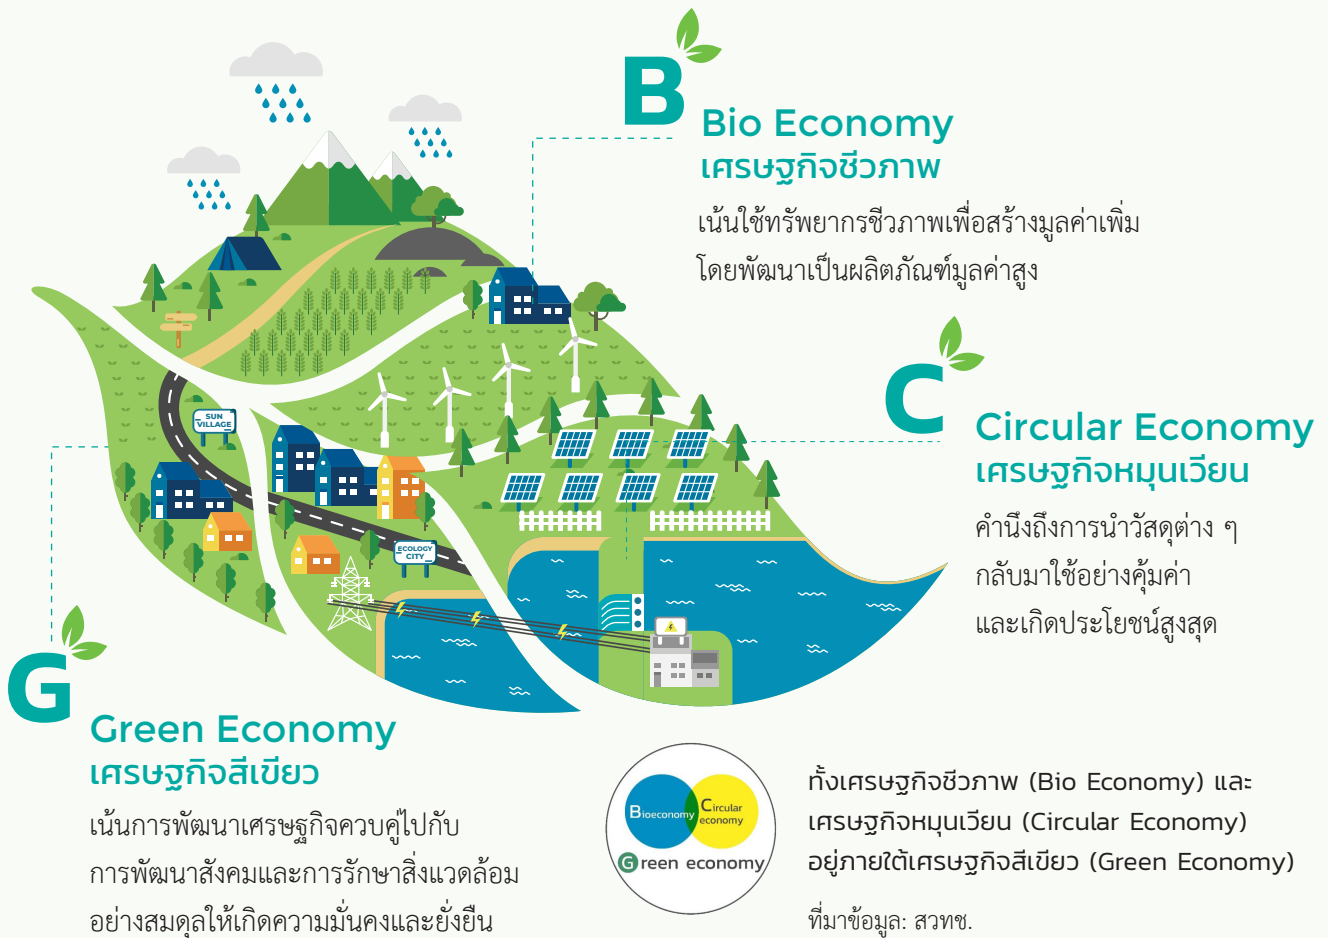 B
Bio Economy
เศรษฐกิจชีวภาพ
เน้นใช้ทรัพยากรชีวภาพเพื่อสร้างมูลค่าเพิ่ม
โดยพัฒนาเป็นผลิตภัณฑ์มูลค่าสูง
C
Circular Economy
เศรษฐกิจหมุนเวียน
คำนึงถึงการนำวัสดุต่าง ๆ
กลับมาใช้อย่างคุ้มค่า
และเกิดประโยชน์สูงสุด
SUN
VILLAGE
ECOLOGY
CITY
G
Green Economy
เศรษฐกิจสีเขียว
เน้นการพัฒนาเศรษฐกิจควบคู่ไปกับ
การพัฒนาสังคมและการรักษาสิ่งแวดล้อม
อย่างสมดุลให้เกิดความมั่นคงและยั่งยืน
Bioeconomy
Circular
economy
Green economy
ทั้งเศรษฐกิจชีวภาพ (Bio Economy) และ
เศรษฐกิจหมุนเวียน (Circular Economy)
อยู่ภายใต้เศรษฐกิจสีเขียว (Green Economy)
ที่มาข้อมูล: สวทช.